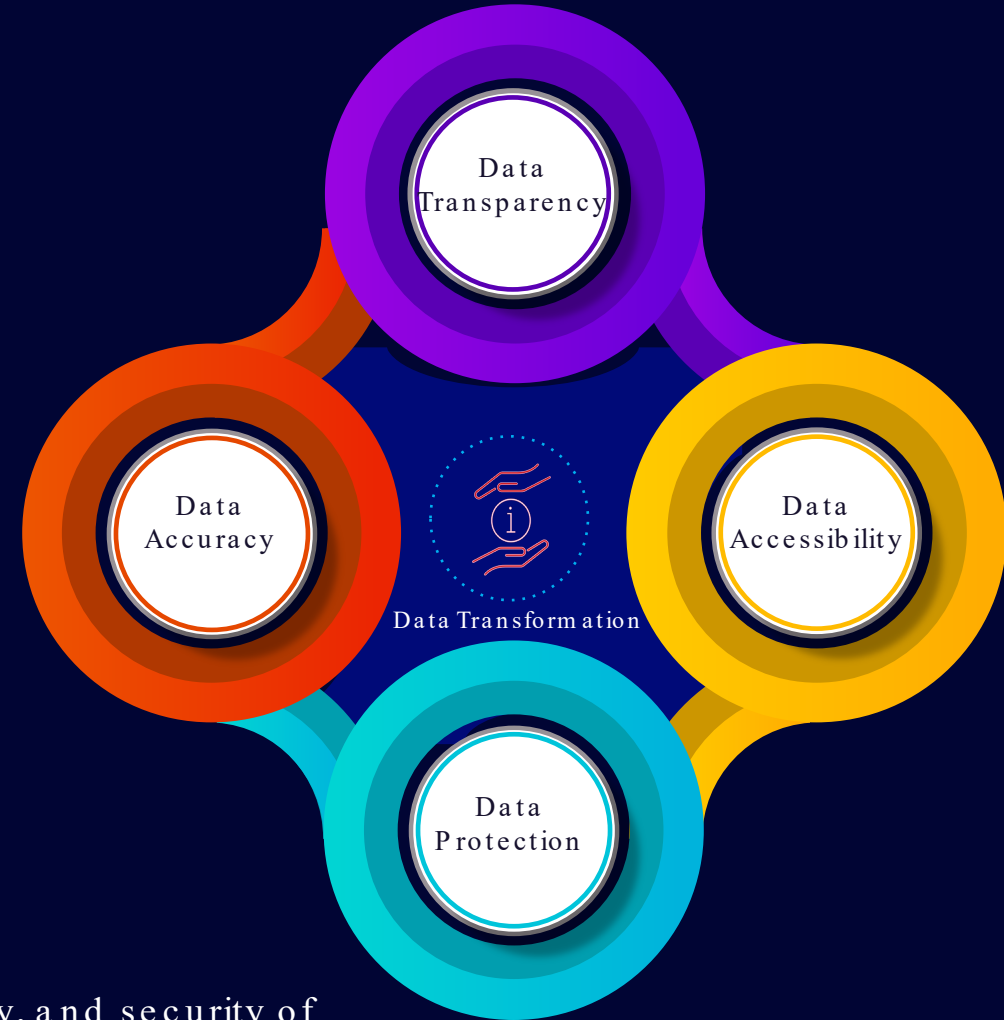 Data
Transparency
Data
Accuracy
Data
Accessibility
i
Data Transformation
Data
Protection
and security of